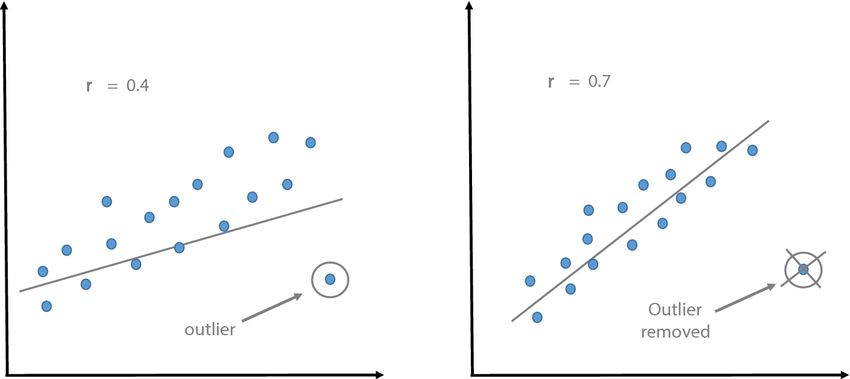 r = 0.4
outlier
r = 0.7
Outlier
removed